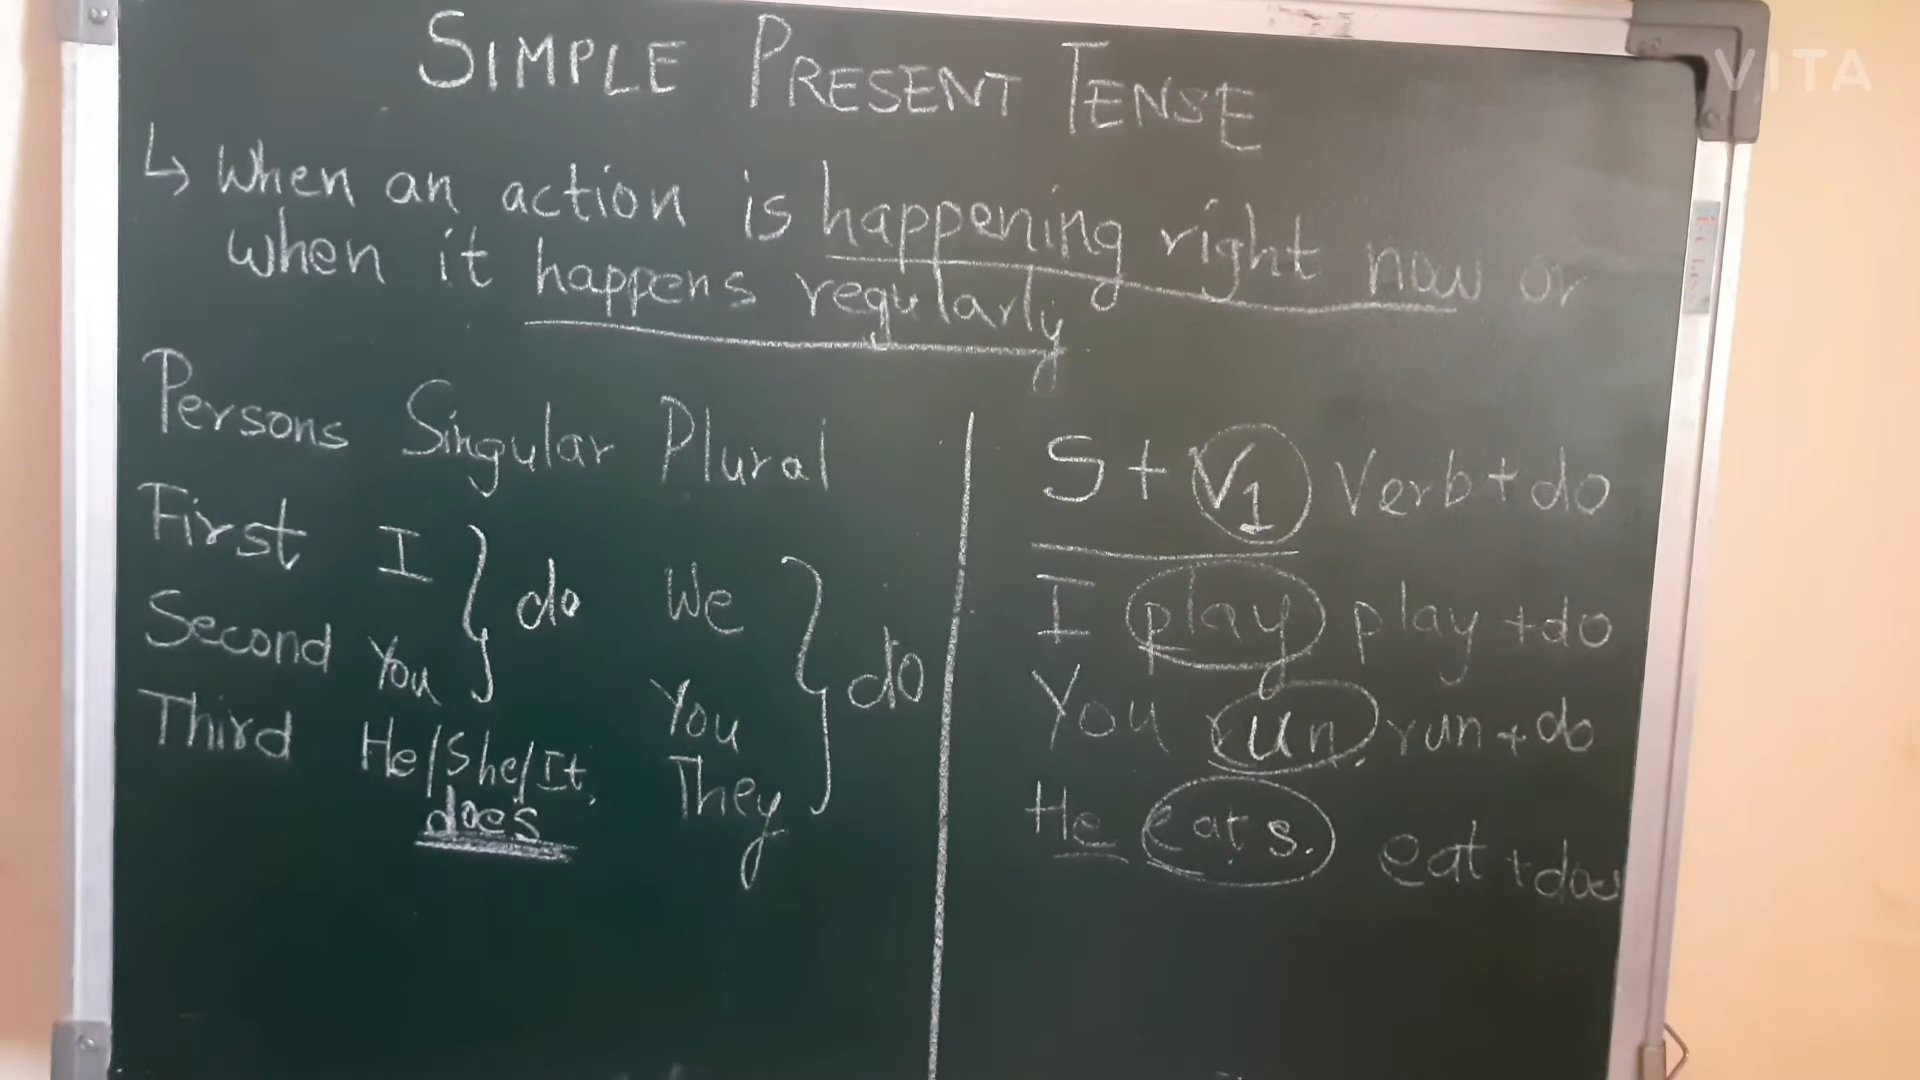 SIMPLE PRESENT TENSE
VITA
↳ When an action is happening right now or
when it happens regularly
Persons Singular Plural
First I } do We } do
Second You You
Third He/She/It, They
does
S + V1 Verb + do
I play play + do
You run run + do
He eats. eat + does